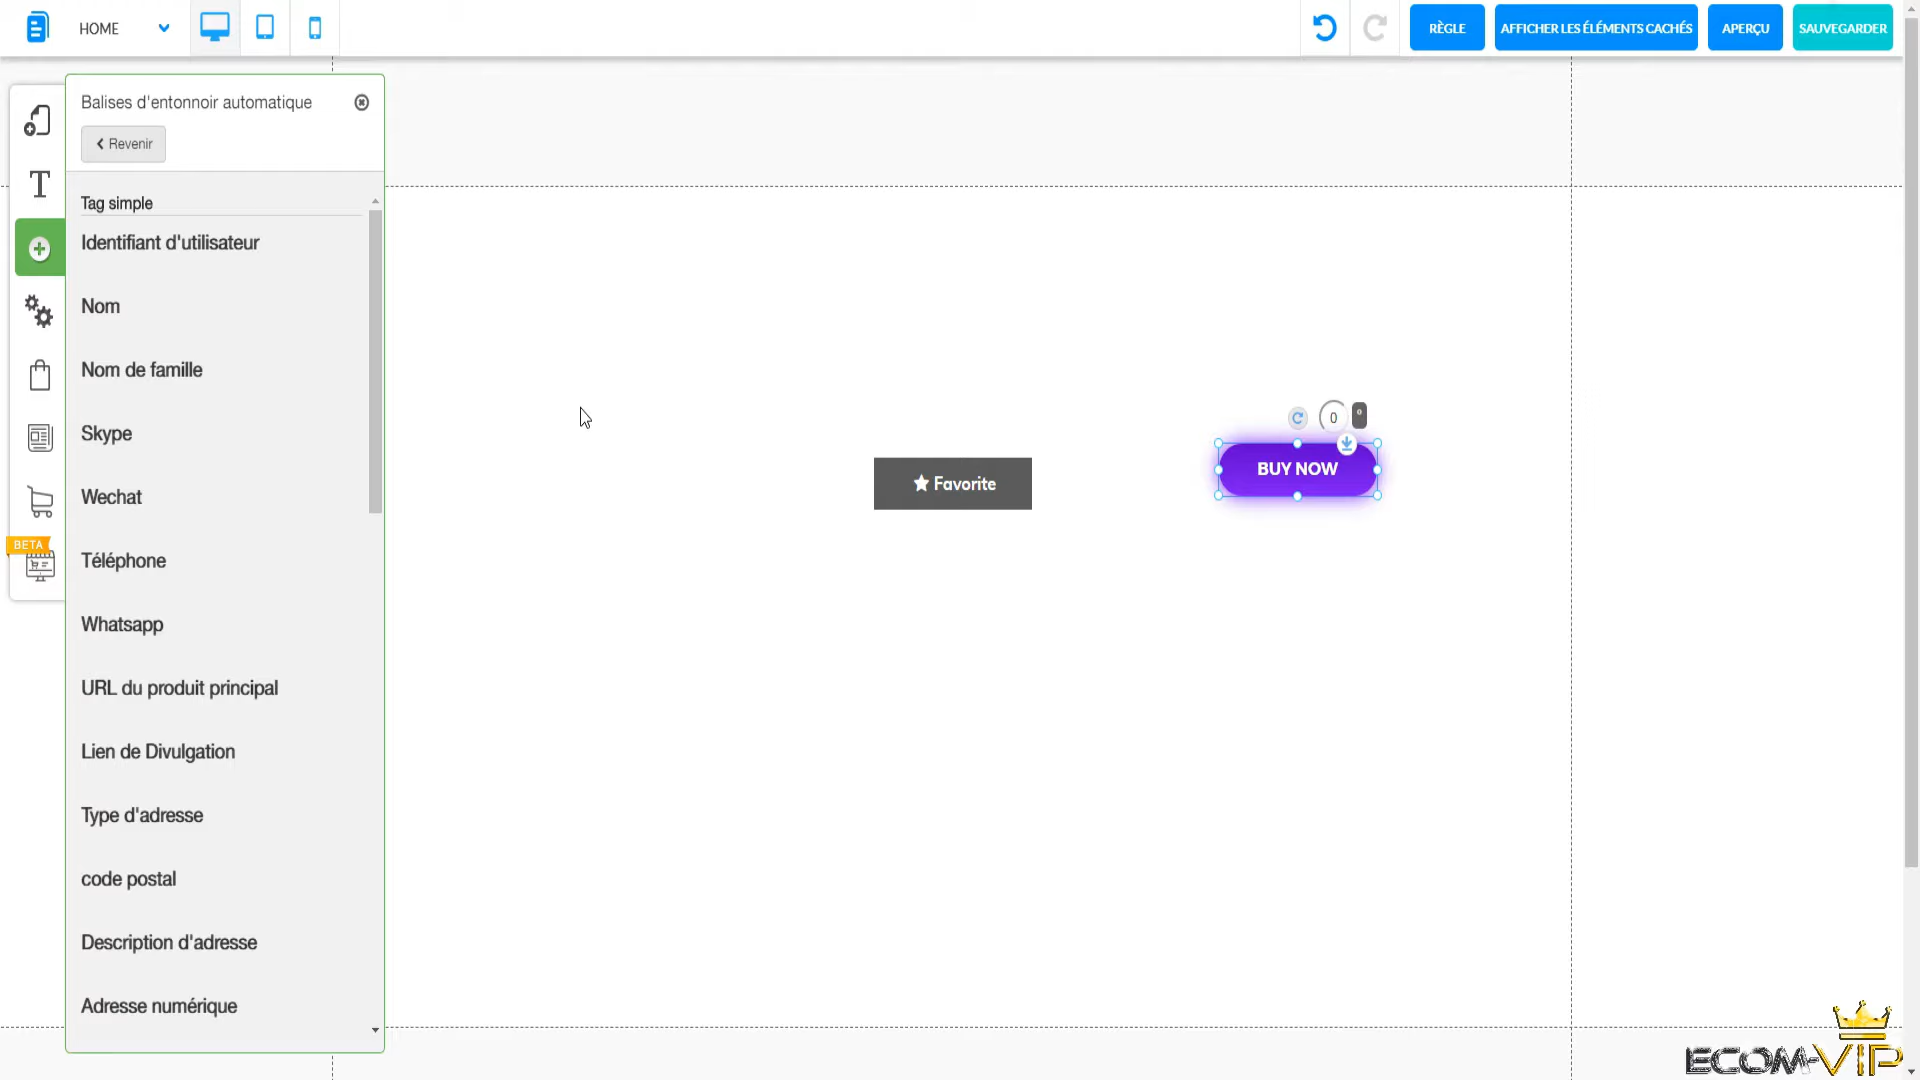 HOME
RÈGLE
AFFICHER LES ÉLÉMENTS CACHÉS
APERÇU
SAUVEGARDER
Balises d'entonnoir automatique
Revenir
Tag simple
Identifiant d'utilisateur
Nom
Nom de famille
Skype
Wechat
Téléphone
Whatsapp
URL du produit principal
Lien de Divulgation
Type d'adresse
code postal
Description d'adresse
Adresse numérique
T
BETA
0
°
BUY NOW
Favorite
ECOM-VIP